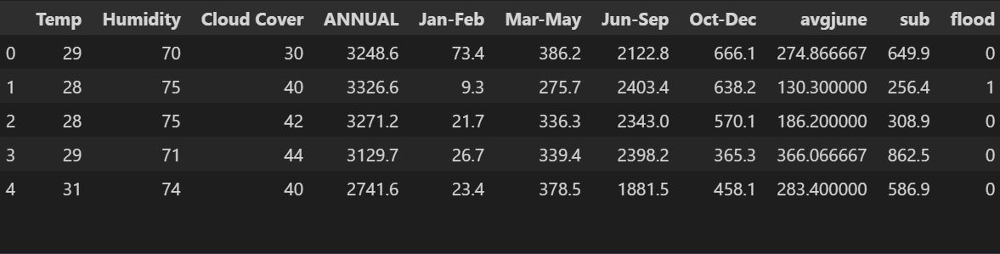 Temp Humidity Cloud Cover ANNUAL Jan-Feb Mar-May Jun-Sep Oct-Dec avgjune sub flood
0 29 70 30 3248.6 73.4 386.2 2122.8 666.1 274.866667 649.9 0
1 28 75 40 3326.6 9.3 275.7 2403.4 638.2 130.300000 256.4 1
2 28 75 42 3271.2 21.7 336.3 2343.0 570.1 186.200000 308.9 0
3 29 71 44 3129.7 26.7 339.4 2398.2 365.3 366.066667 862.5 0
4 31 74 40 2741.6 23.4 378.5 1881.5 458.1 283.400000 586.9 0